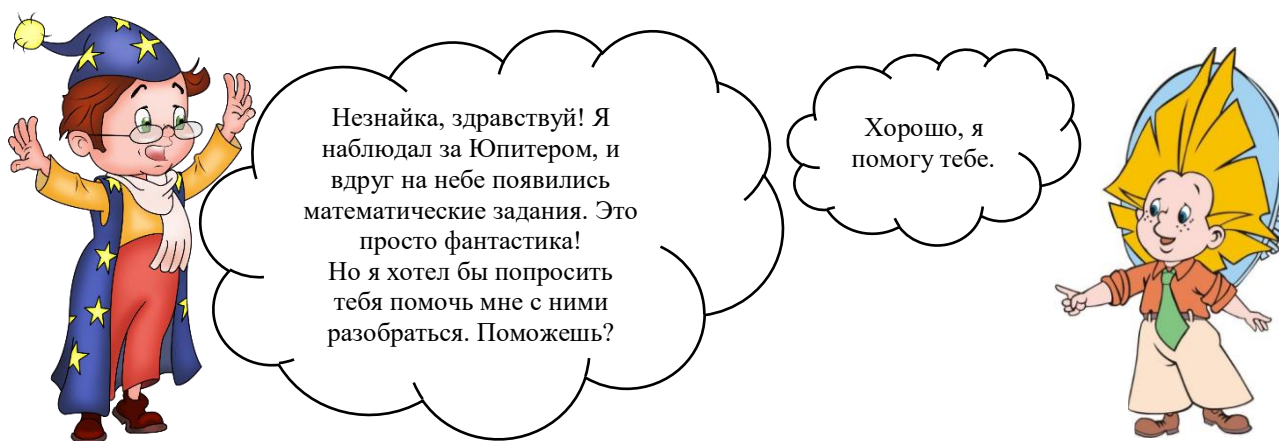 Незнайка, здравствуй! Я
наблюдал за Юпитером, и
вдруг на небе появились
математические задания. Это
просто фантастика!
Но я хотел бы попросить
тебя помочь мне с ними
разобраться. Поможешь?
Хорошо, я
помогу тебе.